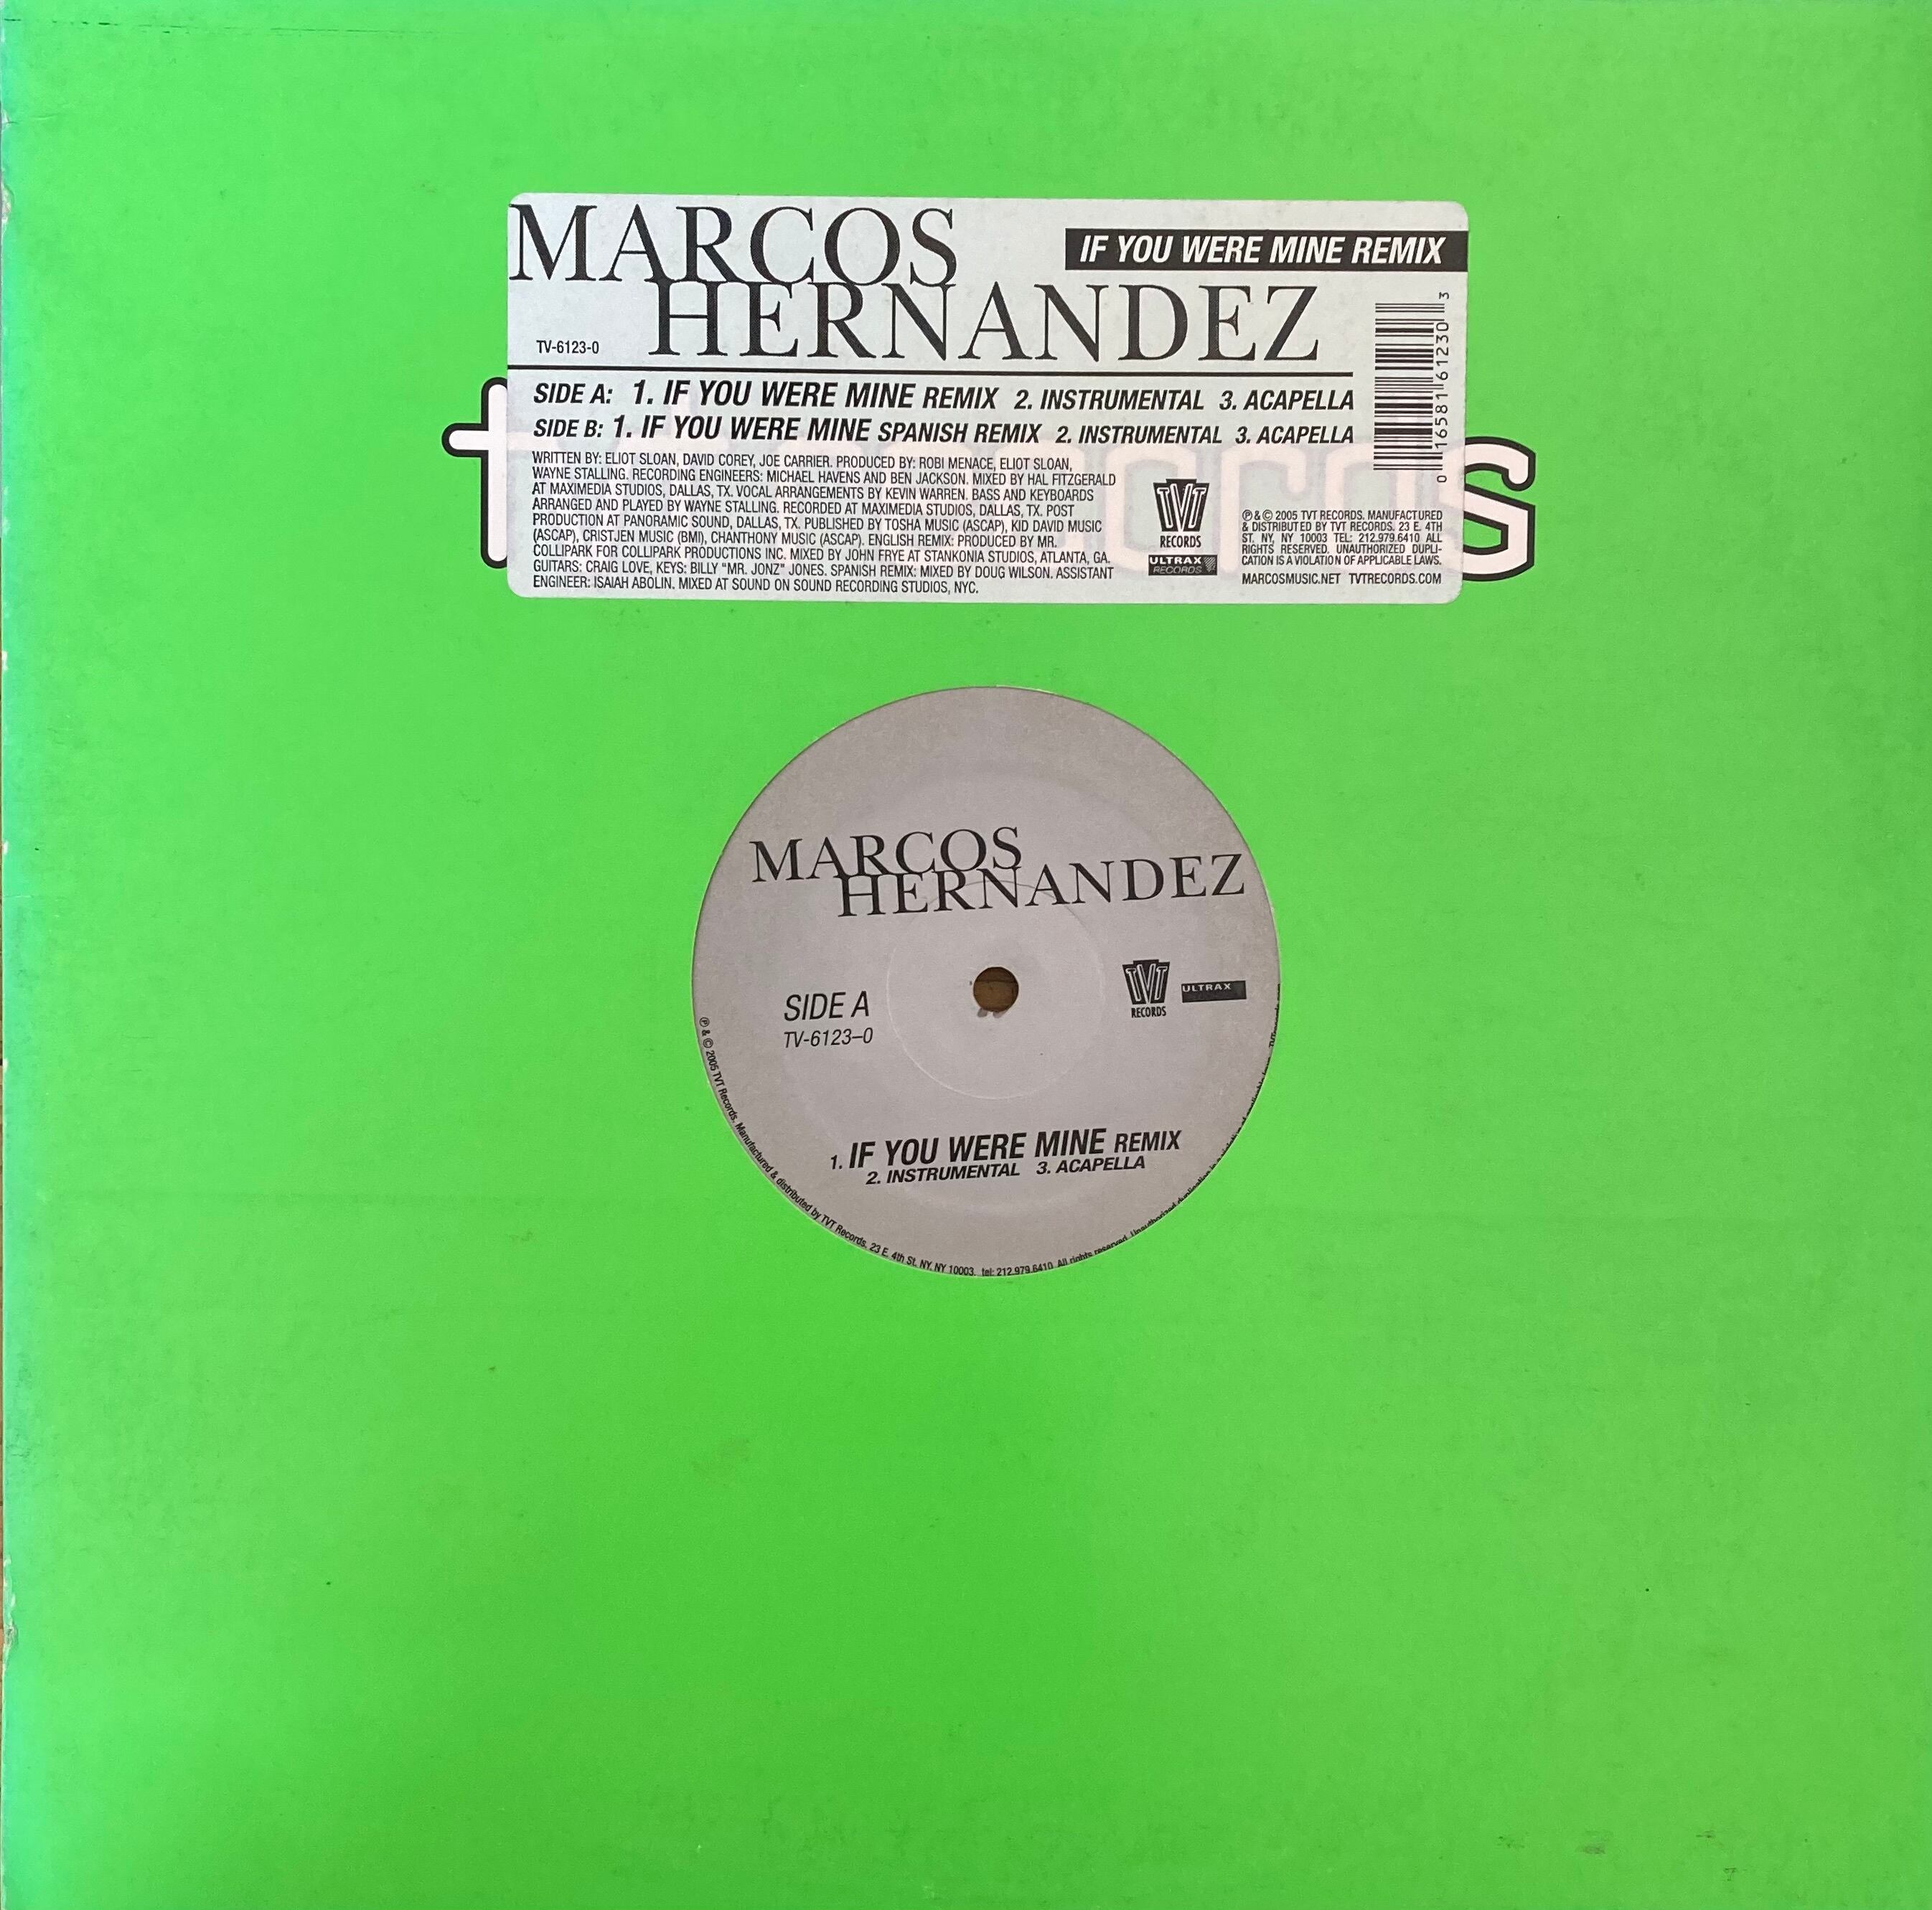 MARCOS
HERNANDEZ
IF YOU WERE MINE REMIX
TV-6123-0
SIDE A: 1. IF YOU WERE MINE REMIX 2. INSTRUMENTAL 3. ACAPELLA
SIDE B: 1. IF YOU WERE MINE SPANISH REMIX 2. INSTRUMENTAL 3. ACAPELLA
WRITTEN BY: ELIOT SLOAN, DAVID COREY, JOE CARRIER. PRODUCED BY: ROBI MENACE, ELIOT SLOAN,
WAYNE STALLING. RECORDING ENGINEERS: MICHAEL HAVENS AND BEN JACKSON. MIXED BY HAL FITZGERALD
AT MAXIMEDIA STUDIOS, DALLAS, TX. VOCAL ARRANGEMENTS BY KEVIN WARREN. BASS AND KEYBOARDS
ARRANGED AND PLAYED BY WAYNE STALLING. RECORDED AT MAXIMEDIA STUDIOS, DALLAS, TX. POST
PRODUCTION AT PANORAMIC SOUND, DALLAS, TX. PUBLISHED BY TOSHA MUSIC (ASCAP), KID DAVID MUSIC
(ASCAP), CRISTJEN MUSIC (BMI), CHANTHONY MUSIC (ASCAP). ENGLISH REMIX: PRODUCED BY MR.
COLLIPARK FOR COLLIPARK PRODUCTIONS INC. MIXED BY JOHN FRYE AT STANKONIA STUDIOS, ATLANTA, GA.
GUITARS: CRAIG LOVE, KEYS: BILLY "MR. JONZ" JONES. SPANISH REMIX: MIXED BY DOUG WILSON. ASSISTANT
ENGINEER: ISAIAH ABOLIN. MIXED AT SOUND ON SOUND RECORDING STUDIOS, NYC.
TVT
RECORDS
ULTRAX
RECORDS
0 16581 61230 3
℗ & © 2005 TVT RECORDS. MANUFACTURED
& DISTRIBUTED BY TVT RECORDS. 23 E. 4TH
ST. NY, NY 10003 TEL: 212.979.6410 ALL
RIGHTS RESERVED. UNAUTHORIZED DUPLI-
CATION IS A VIOLATION OF APPLICABLE LAWS.
MARCOSMUSIC.NET TVTRECORDS.COM
MARCOS
HERNANDEZ
SIDE A
TV-6123-0
TVT
RECORDS
ULTRAX
1. IF YOU WERE MINE REMIX
2. INSTRUMENTAL 3. ACAPELLA
℗ & © 2005 TVT Records. Manufactured & distributed by TVT Records. 23 E. 4th St. NY, NY 10003. tel: 212.979.6410 All rights reserved. Unauthorized